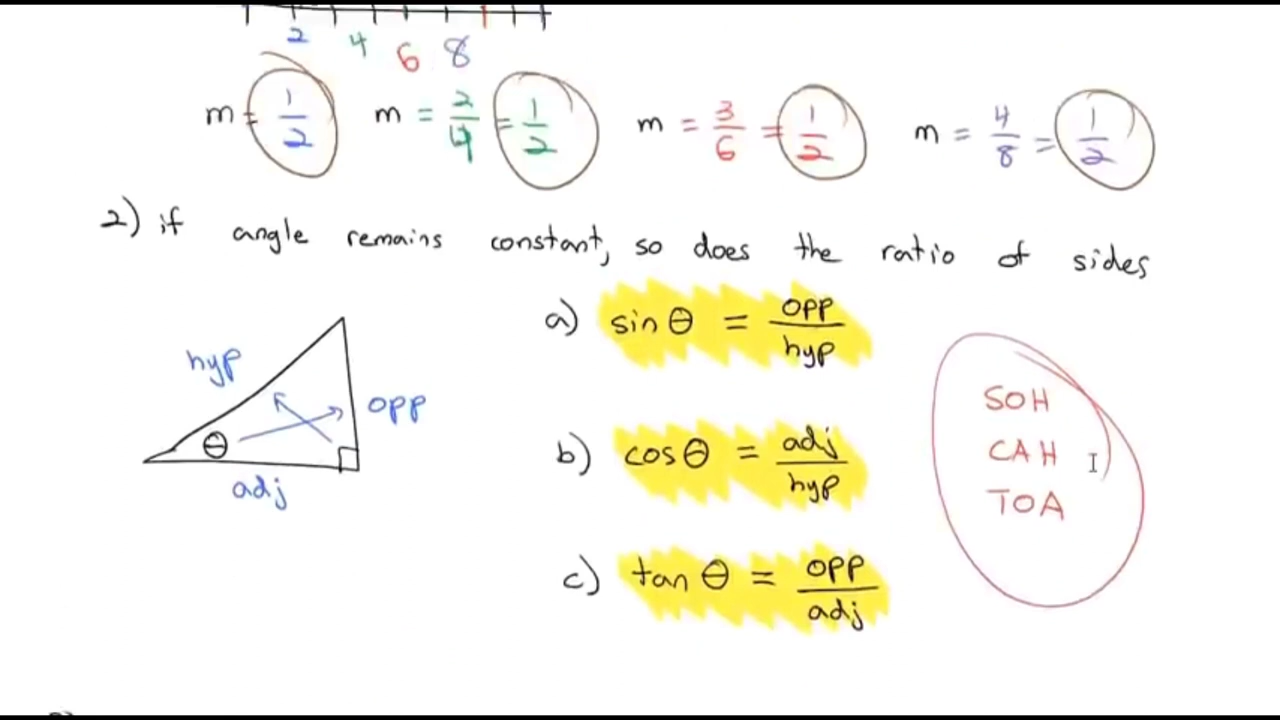 2 4 6 8
m = 1/2 m = 2/4 = 1/2 m = 3/6 = 1/2 m = 4/8 = 1/2
2) if angle remains constant, so does the ratio of sides
hyp
opp
θ
adj
a) sin θ = opp/hyp
b) cos θ = adj/hyp
c) tan θ = opp/adj
SOH
CAH
TOA